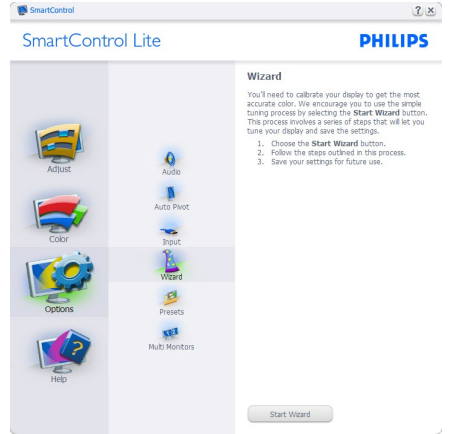 SmartControl
? x
SmartControl Lite
PHILIPS
Adjust
Color
Options
Help
Audio
Auto Pivot
Input
Wizard
Presets
Multi Monitors
Wizard
You'll need to calibrate your display to get the most
accurate color. We encourage you to use the simple
tuning process by selecting the Start Wizard button.
This process involves a series of steps that will let you
tune your display and save the settings.
1. Choose the Start Wizard button.
2. Follow the steps outlined in this process.
3. Save your settings for future use.
Start Wizard